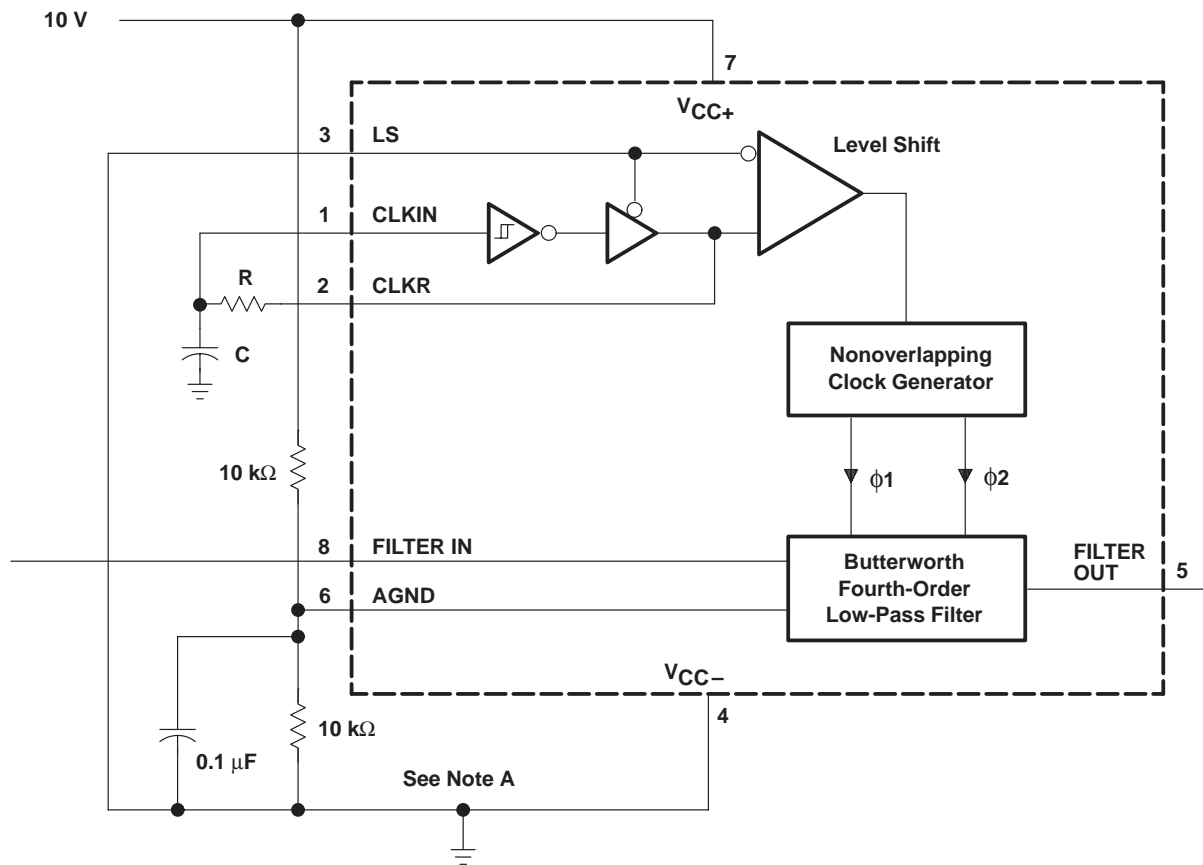 10 V
7
VCC+
3 LS
Level Shift
1 CLKIN
R
2 CLKR
C
Nonoverlapping
Clock Generator
10 kΩ
ϕ1
ϕ2
8 FILTER IN
Butterworth
Fourth-Order
Low-Pass Filter
FILTER
OUT
5
6 AGND
VCC–
4
10 kΩ
0.1 μF
See Note A